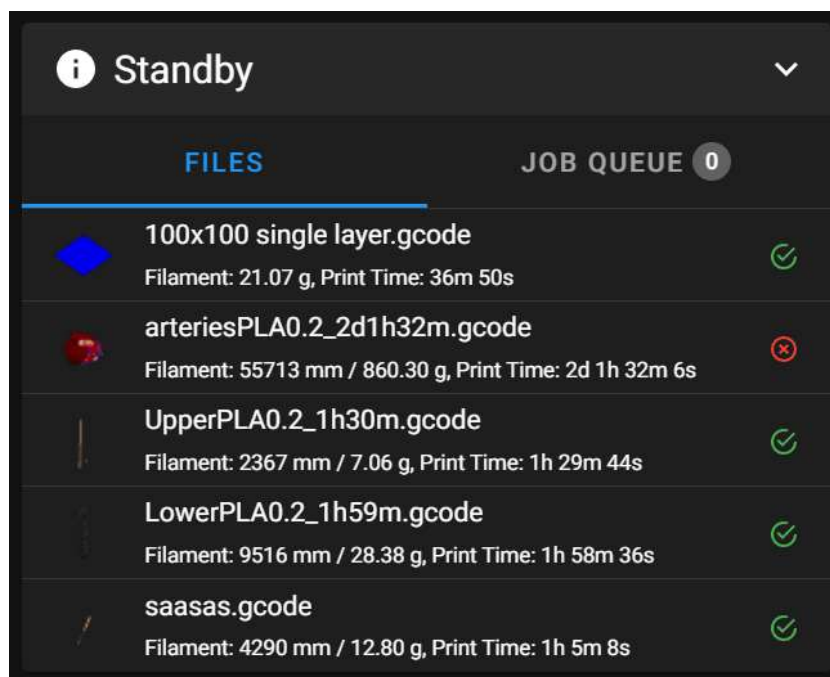 Standby
FILES JOB QUEUE 0
100x100 single layer.gcode
Filament: 21.07 g, Print Time: 36m 50s
arteriesPLA0.2_2d1h32m.gcode
Filament: 55713 mm / 860.30 g, Print Time: 2d 1h 32m 6s
UpperPLA0.2_1h30m.gcode
Filament: 2367 mm / 7.06 g, Print Time: 1h 29m 44s
LowerPLA0.2_1h59m.gcode
Filament: 9516 mm / 28.38 g, Print Time: 1h 58m 36s
saasas.gcode
Filament: 4290 mm / 12.80 g, Print Time: 1h 5m 8s